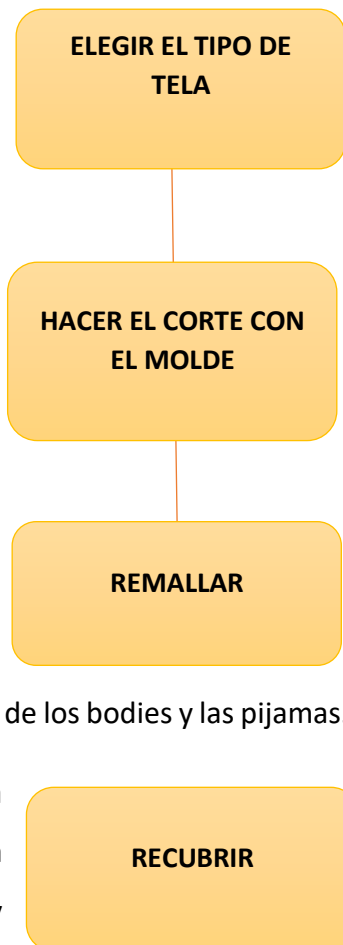 ELEGIR EL TIPO DE
TELA
HACER EL CORTE CON
EL MOLDE
REMALLAR
de los bodies y las pijamas
RECUBRIR